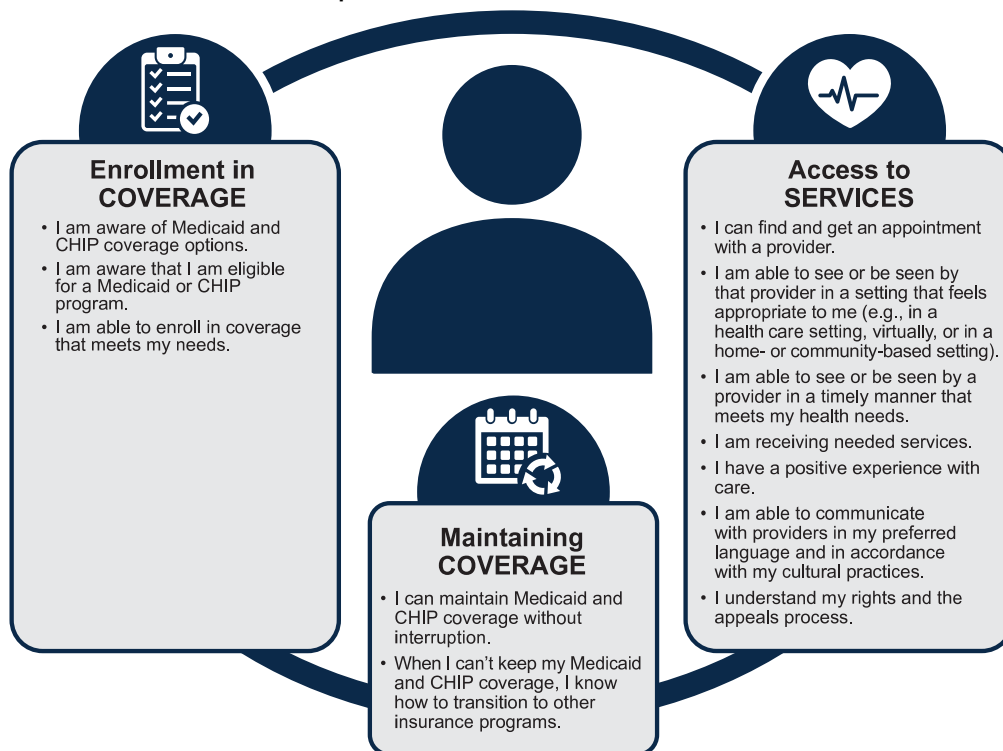 Enrollment in
COVERAGE
• I am aware of Medicaid and
CHIP coverage options.
• I am aware that I am eligible
for a Medicaid or CHIP
program.
• I am able to enroll in coverage
that meets my needs.
Maintaining
COVERAGE
• I can maintain Medicaid and
CHIP coverage without
interruption.
• When I can't keep my Medicaid
and CHIP coverage, I know
how to transition to other
insurance programs.
Access to
SERVICES
• I can find and get an appointment
with a provider.
• I am able to see or be seen by
that provider in a setting that feels
appropriate to me (e.g., in a
health care setting, virtually, or in a
home- or community-based setting).
• I am able to see or be seen by a
provider in a timely manner that
meets my health needs.
• I am receiving needed services.
• I have a positive experience with
care.
• I am able to communicate
with providers in my preferred
language and in accordance
with my cultural practices.
• I understand my rights and the
appeals process.